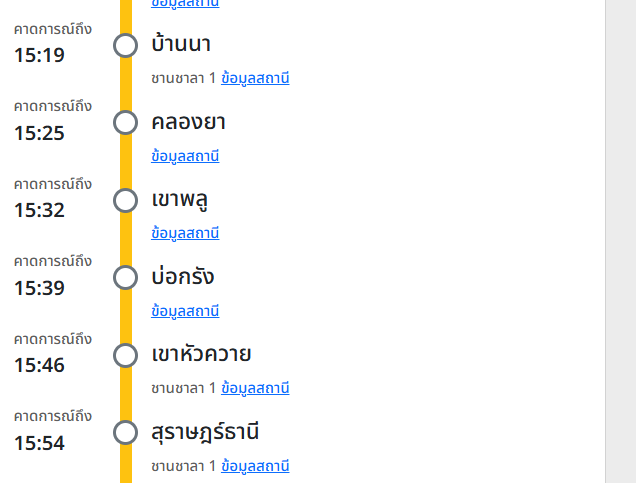 ข้อมูลสถานี
คาดการณ์ถึง
15:19
บ้านนา
ชานชาลา 1 ข้อมูลสถานี
คาดการณ์ถึง
15:25
คลองยา
ข้อมูลสถานี
คาดการณ์ถึง
15:32
เขาพลู
ข้อมูลสถานี
คาดการณ์ถึง
15:39
บ่อกรัง
ข้อมูลสถานี
คาดการณ์ถึง
15:46
เขาหัวควาย
ชานชาลา 1 ข้อมูลสถานี
คาดการณ์ถึง
15:54
สุราษฎร์ธานี
ชานชาลา 1 ข้อมูลสถานี